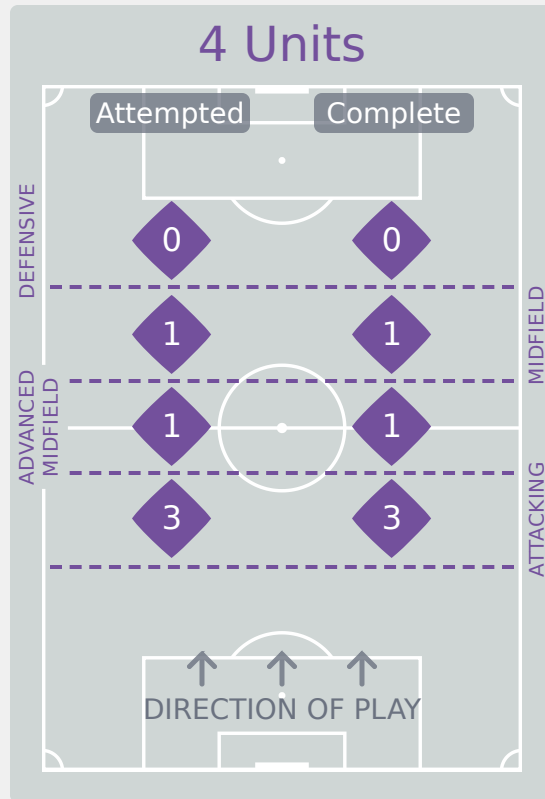 4 Units
Attempted
Complete
DEFENSIVE
0
0
MIDFIELD
1
1
ADVANCED
MIDFIELD
1
1
ATTACKING
3
3
DIRECTION OF PLAY